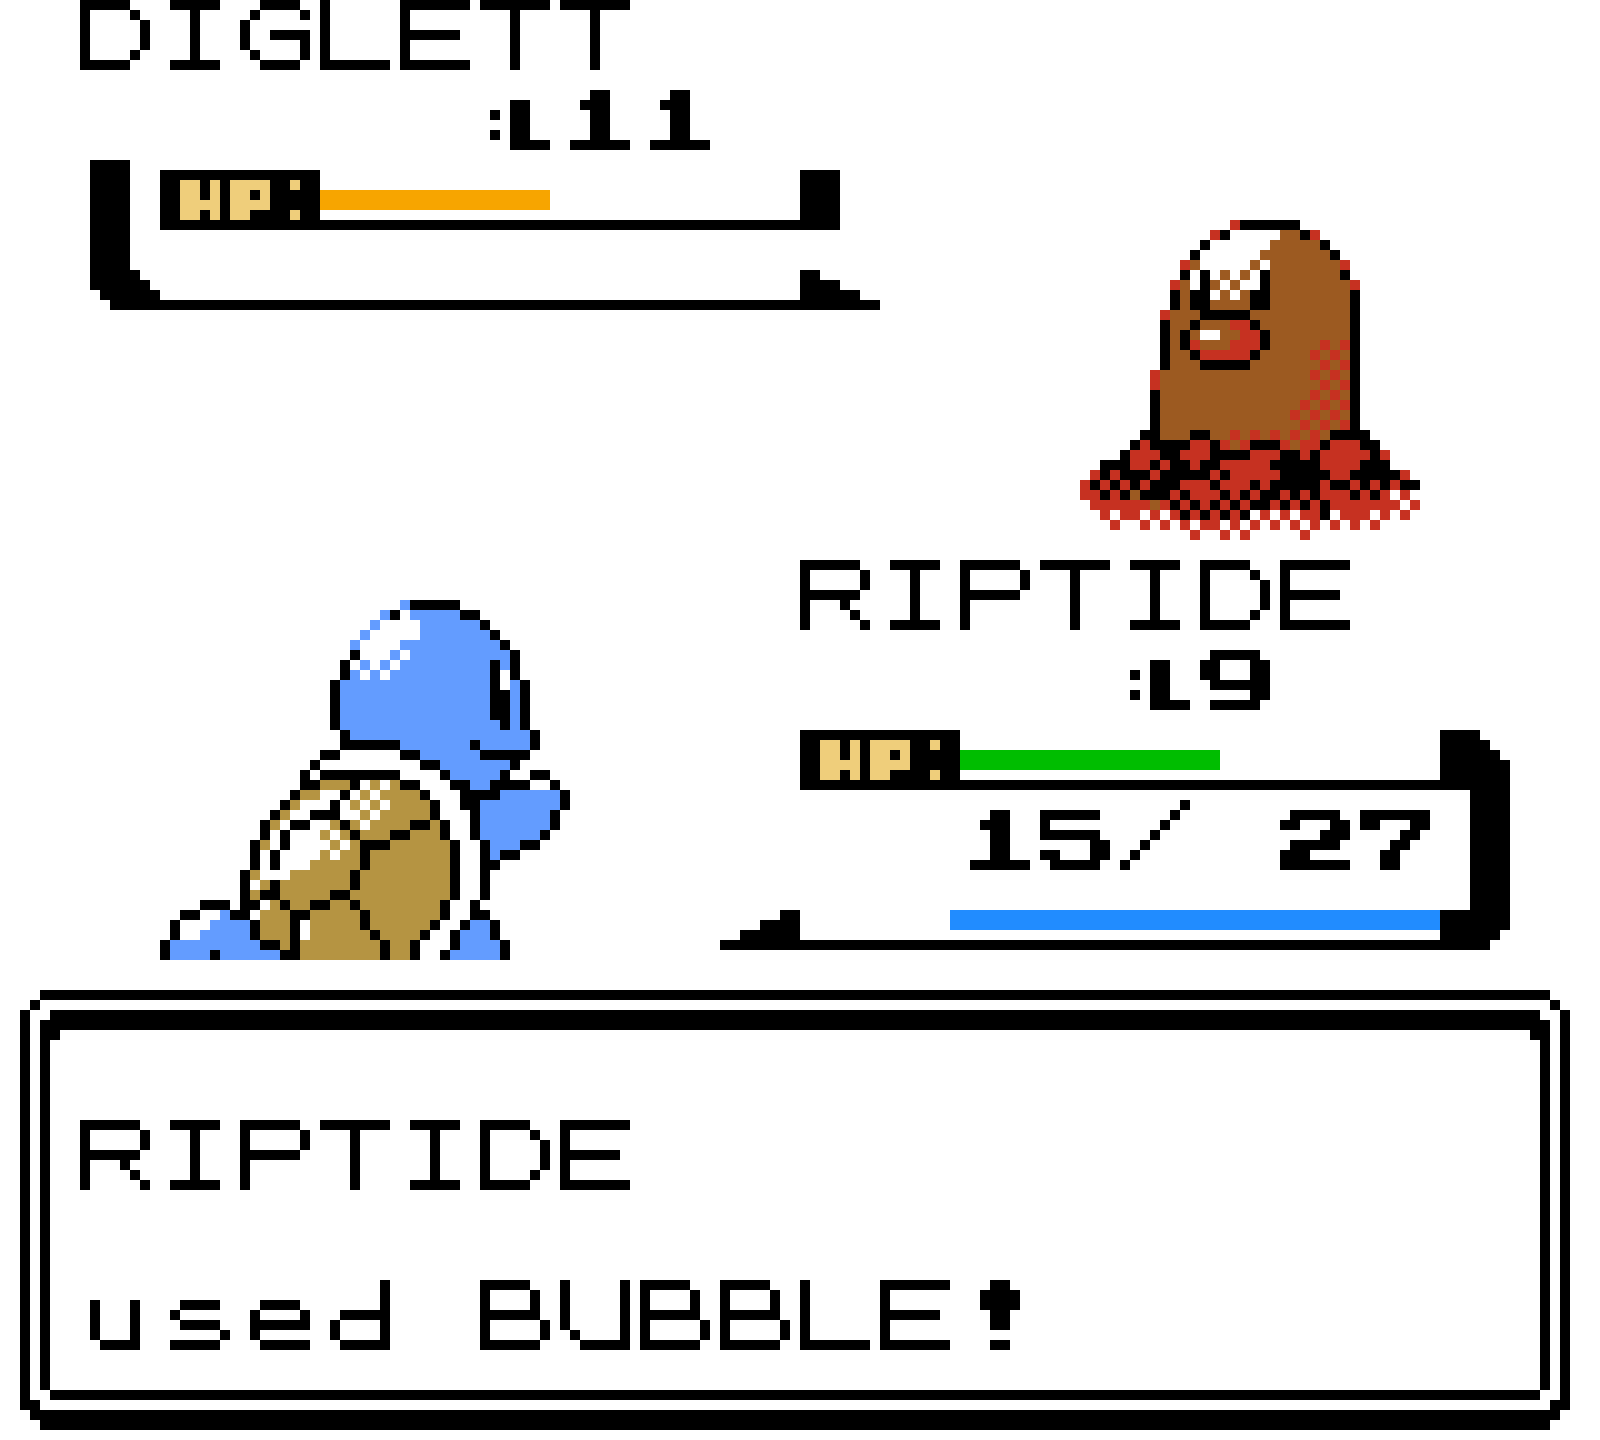 DIGLETT
:L11
HP:
RIPTIDE
:L9
HP:
15/ 27
RIPTIDE
used BUBBLE!